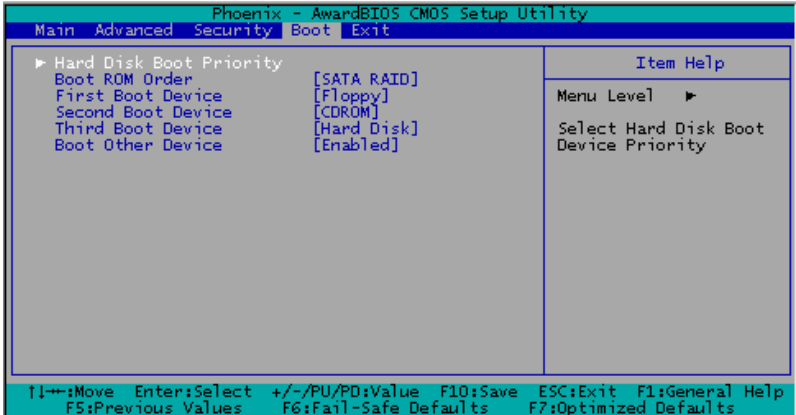 Phoenix - AwardBIOS CMOS Setup Utility
Main Advanced Security Boot Exit
▶ Hard Disk Boot Priority
Boot ROM Order [SATA RAID]
First Boot Device [Floppy]
Second Boot Device [CDROM]
Third Boot Device [Hard Disk]
Boot Other Device [Enabled]
Item Help
Menu Level ▶
Select Hard Disk Boot
Device Priority
↑↓→←:Move Enter:Select +/-/PU/PD:Value F10:Save ESC:Exit F1:General Help
F5:Previous Values F6:Fail-Safe Defaults F7:Optimized Defaults